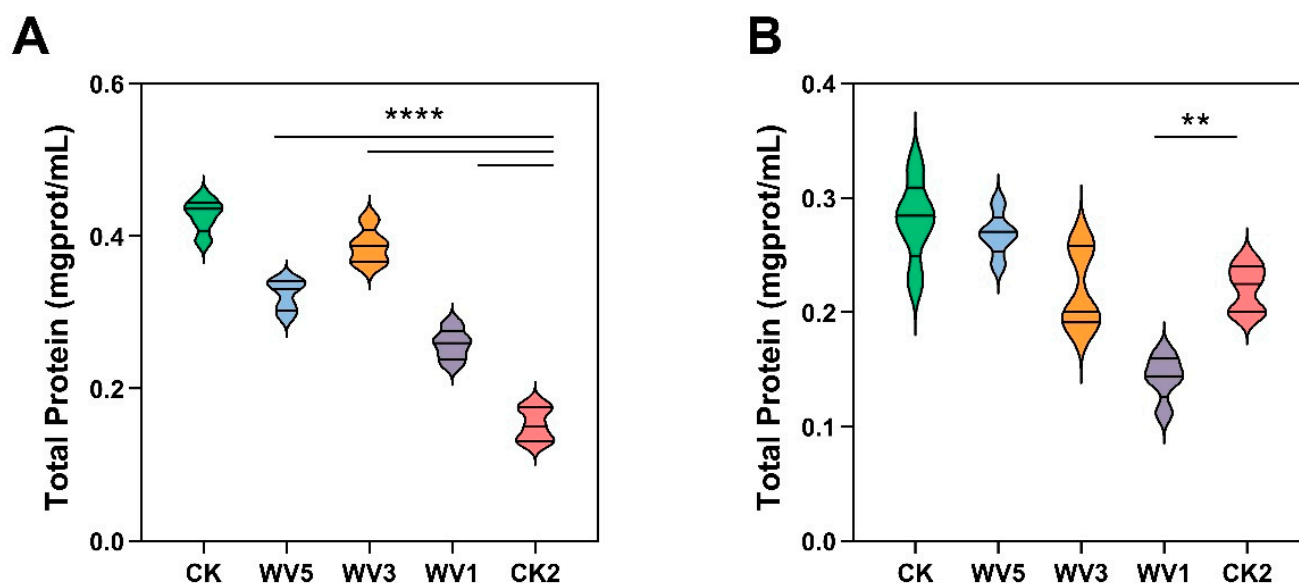 A
Total Protein (mgprot/mL)
0.6
0.4
0.2
0.0
****
CK WV5 WV3 WV1 CK2
B
Total Protein (mgprot/mL)
0.4
0.3
0.2
0.1
0.0
**
CK WV5 WV3 WV1 CK2